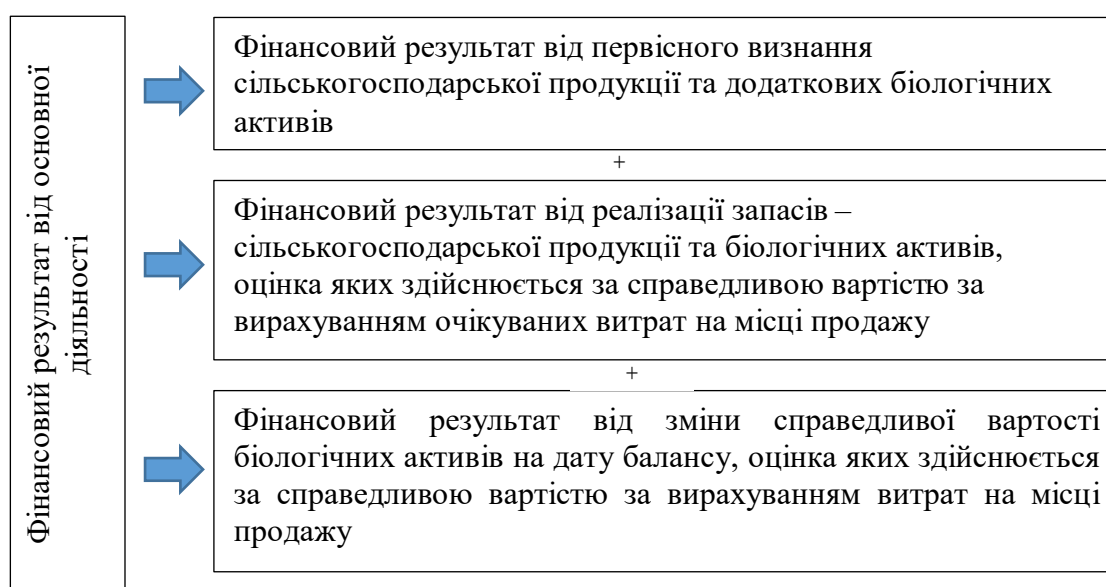 Фінансовий результат від основної
діяльності
Фінансовий результат від первісного визнання
сільськогосподарської продукції та додаткових біологічних
активів
+
Фінансовий результат від реалізації запасів –
сільськогосподарської продукції та біологічних активів,
оцінка яких здійснюється за справедливою вартістю за
вирахуванням очікуваних витрат на місці продажу
+
Фінансовий результат від зміни справедливої вартості
біологічних активів на дату балансу, оцінка яких здійснюється
за справедливою вартістю за вирахуванням витрат на місці
продажу